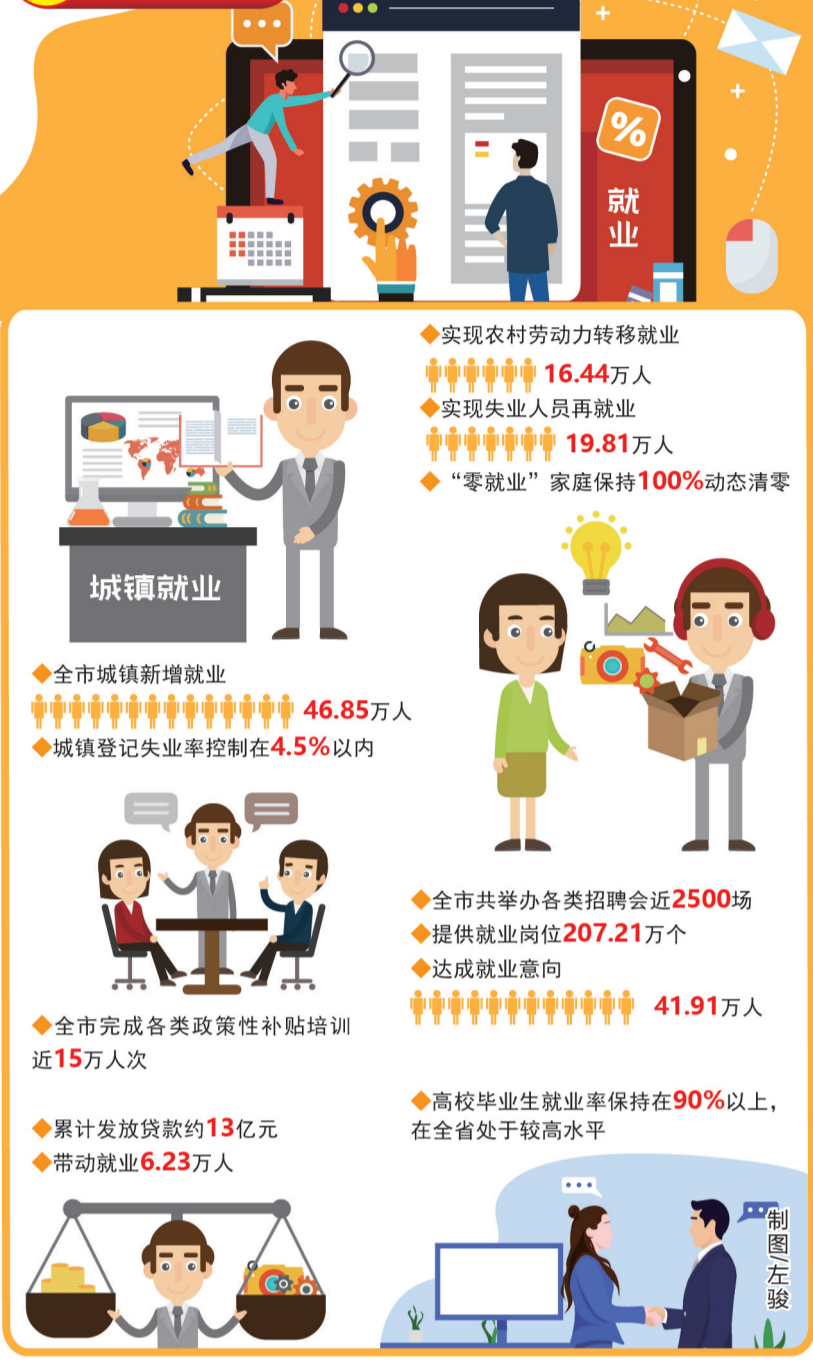 %
就
业
◆实现农村劳动力转移就业
16.44万人
◆实现失业人员再就业
19.81万人
◆“零就业”家庭保持100%动态清零
城镇就业
◆全市城镇新增就业
46.85万人
◆城镇登记失业率控制在4.5%以内
◆全市共举办各类招聘会近2500场
◆提供就业岗位207.21万个
◆达成就业意向
41.91万人
◆全市完成各类政策性补贴培训
近15万人次
◆高校毕业生就业率保持在90%以上，
在全省处于较高水平
◆累计发放贷款约13亿元
◆带动就业6.23万人
制图/左骏